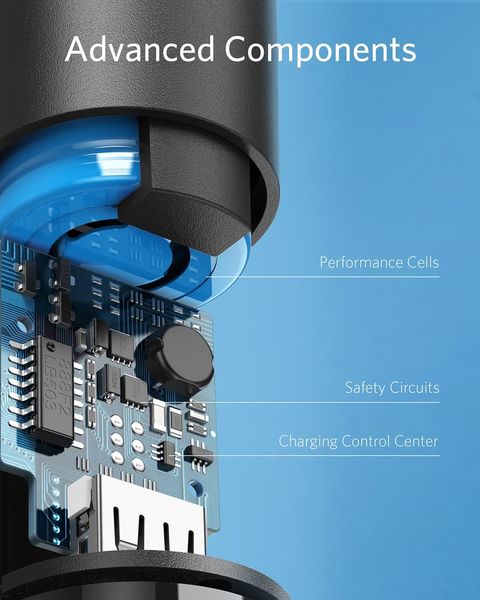 Advanced Components
Performance Cells
Safety Circuits
Charging Control Center